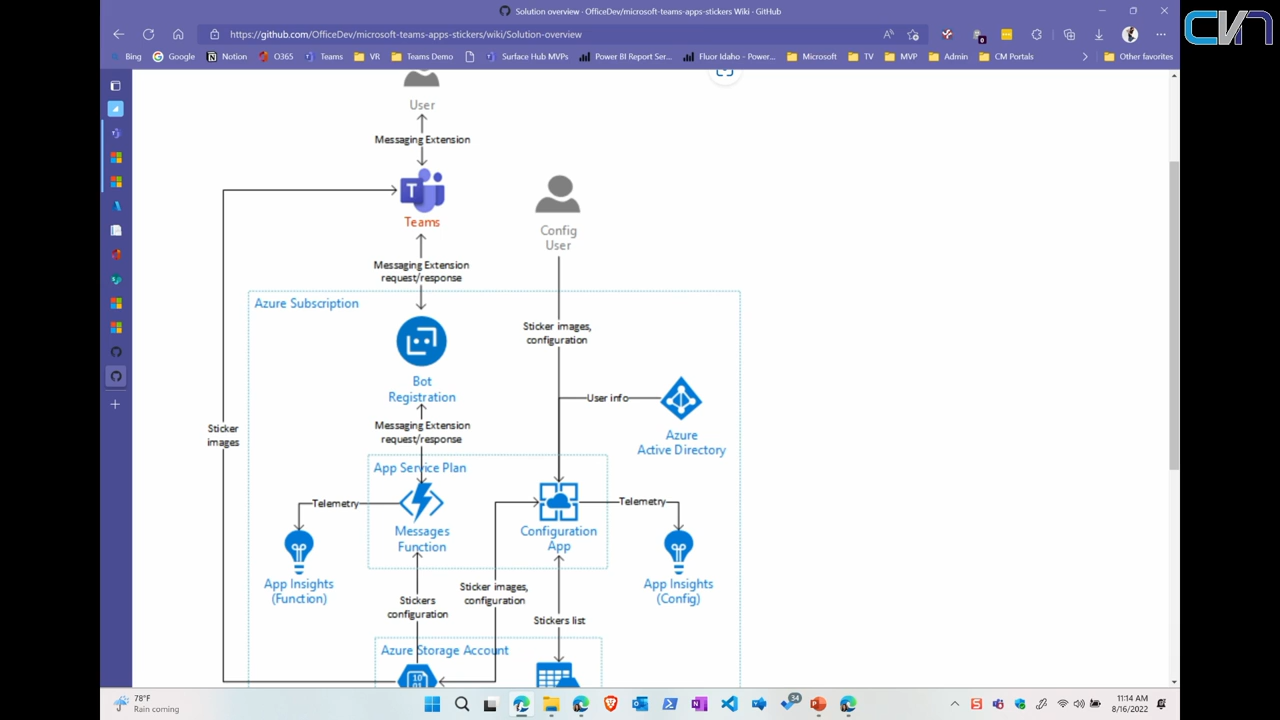 Solution overview - OfficeDev/microsoft-teams-apps-stickers Wiki - GitHub
CVN
https://github.com/OfficeDev/microsoft-teams-apps-stickers/wiki/Solution-overview
Bing Google Notion O365 Teams VR Teams Demo Surface Hub MVPs Power BI Report Ser... Fluor Idaho - Power... Microsoft TV MVP Admin CM Portals Other favorites
User
Messaging Extension
Teams
Config
User
Messaging Extension
request/response
Azure Subscription
Sticker images,
configuration
Bot
Registration
User info
Messaging Extension
request/response
Sticker
images
Azure
Active Directory
App Service Plan
Telemetry
Telemetry
Messages
Function
Configuration
App
App Insights
(Function)
Sticker images,
configuration
App Insights
(Config)
Stickers
configuration
Stickers list
Azure Storage Account
10
01
78°F
Rain coming
34
11:14 AM
8/16/2022